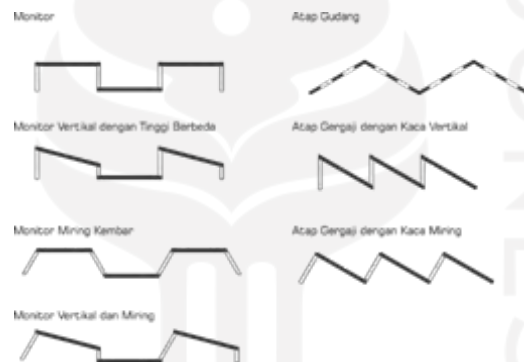 Monitor
Atap Gudang
Monitor Vertikal dengan Tinggi Berbeda
Atap Gergaji dengan Kaca Vertikal
Monitor Miring Kembar
Atap Gergaji dengan Kaca Miring
Monitor Vertikal dan Miring